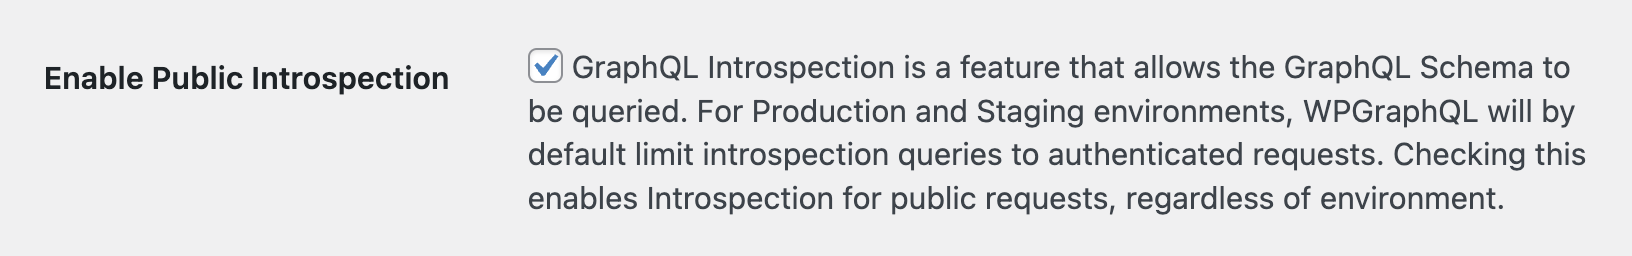 Enable Public Introspection
GraphQL Introspection is a feature that allows the GraphQL Schema to
be queried. For Production and Staging environments, WPGraphQL will by
default limit introspection queries to authenticated requests. Checking this
enables Introspection for public requests, regardless of environment.